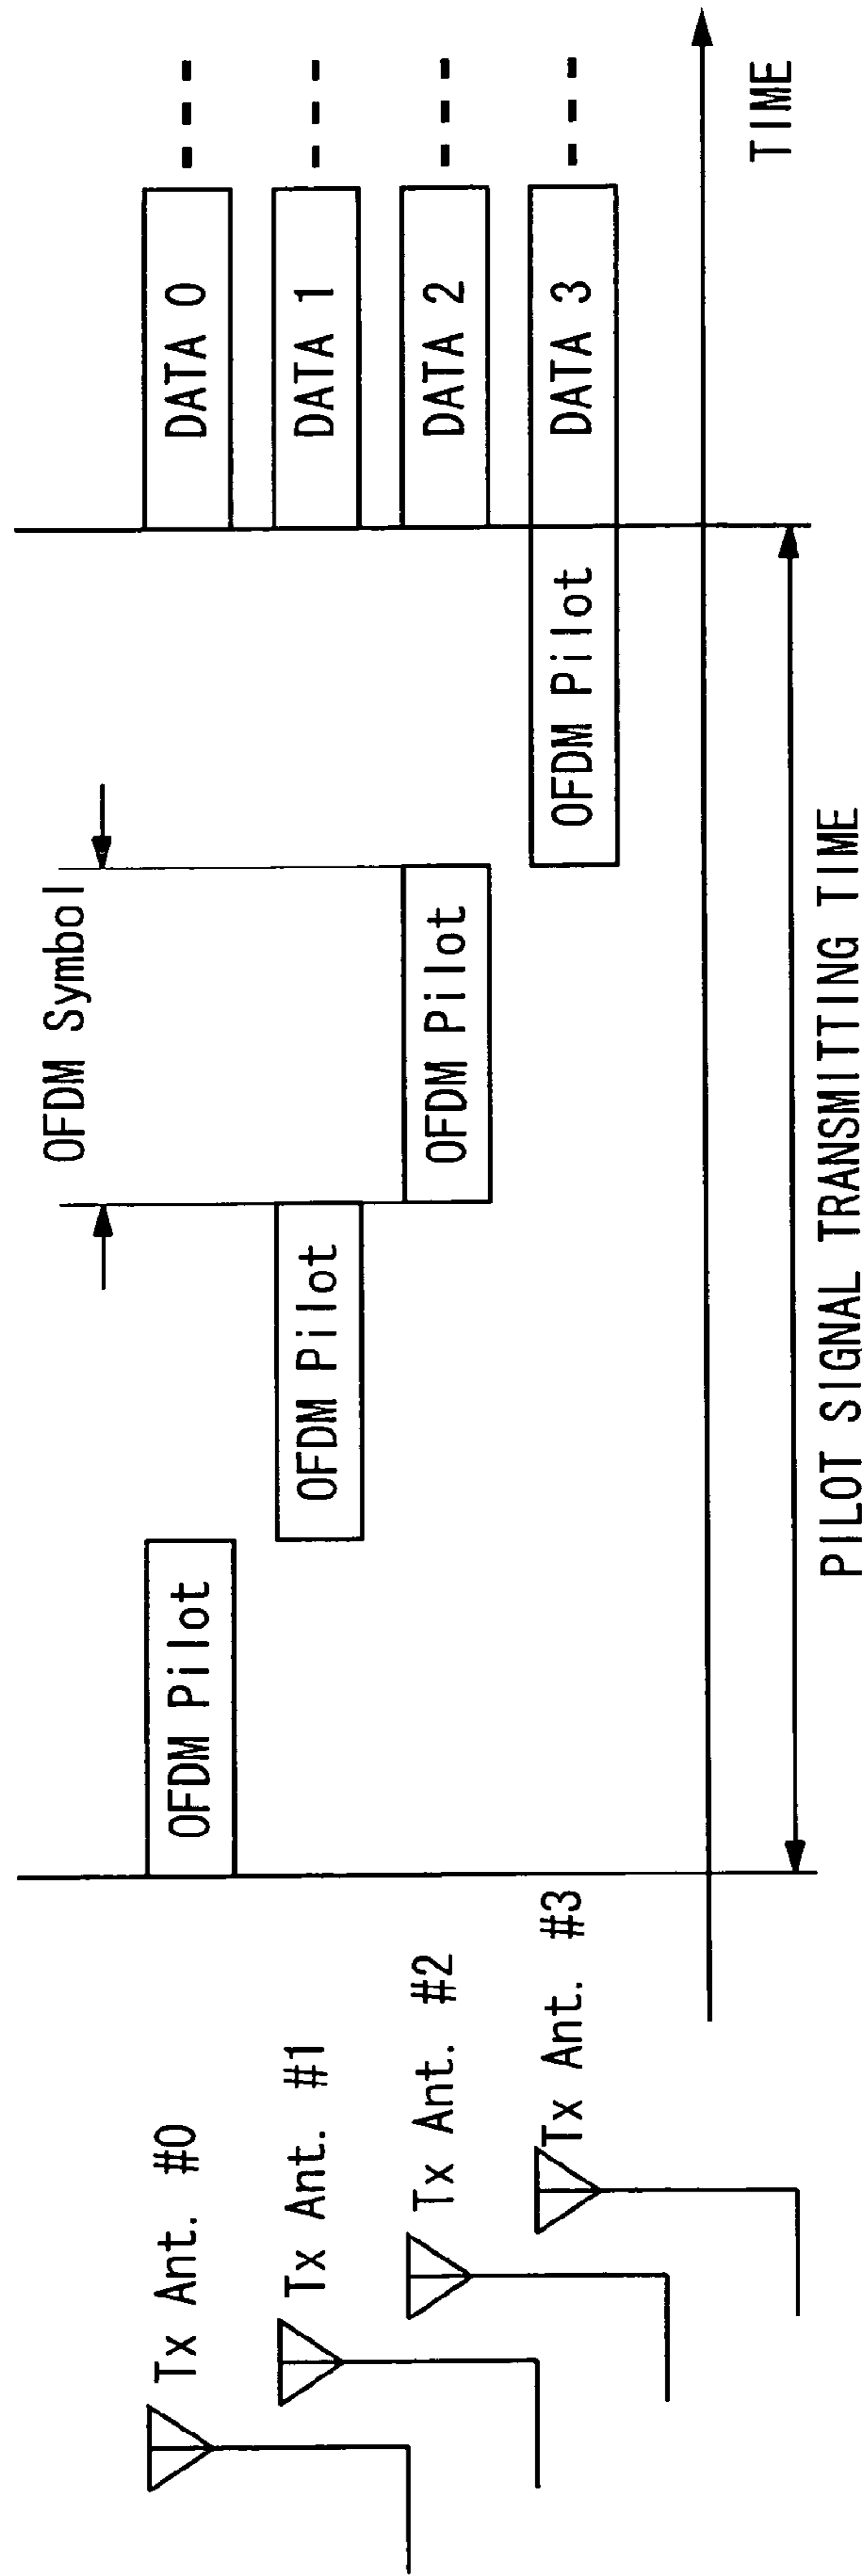 OFDM Symbol
Tx Ant. #0
OFDM Pilot
DATA 0
Tx Ant. #1
OFDM Pilot
DATA 1
Tx Ant. #2
OFDM Pilot
DATA 2
Tx Ant. #3
OFDM Pilot
DATA 3
TIME
PILOT SIGNAL TRANSMITTING TIME